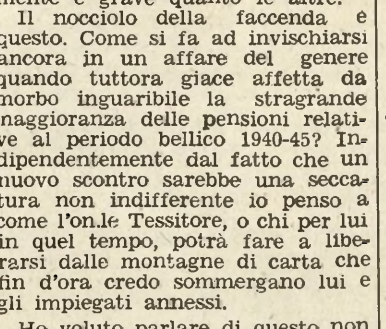 mente e grave quanto le altre.
Il nocciolo della faccenda è
questo. Come si fa ad invischiarsi
ancora in un affare del genere
quando tuttora giace affetta da
morbo inguaribile la stragrande
maggioranza delle pensioni relati-
ve al periodo bellico 1940-45? In-
dipendentemente dal fatto che un
nuovo scontro sarebbe una secca-
tura non indifferente io penso a
come l'on.le Tessitore, o chi per lui
in quel tempo, potrà fare a libe-
rarsi dalle montagne di carta che
fin d'ora credo sommergano lui e
gli impiegati annessi.
Ho voluto parlare di questo non